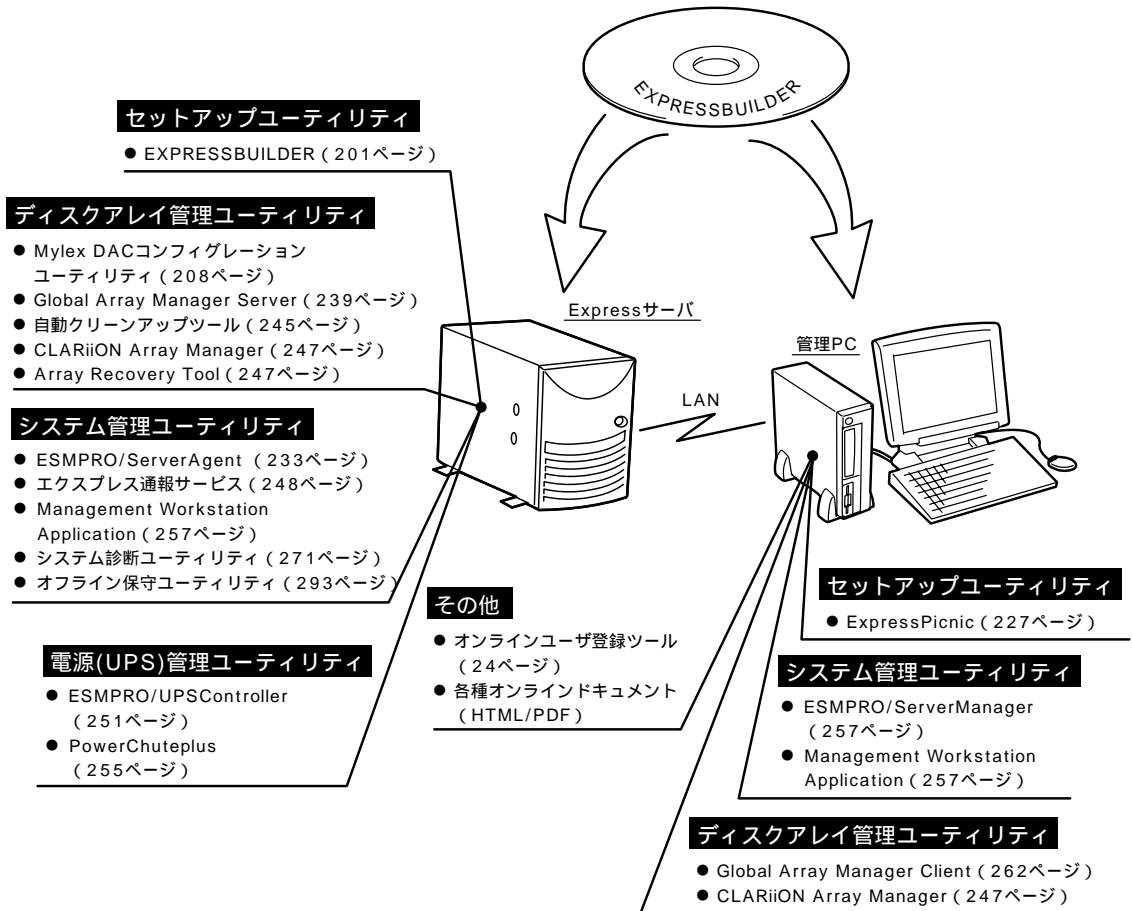 EXPRESSBUILDER
セットアップユーティリティ
● EXPRESSBUILDER（201ページ）
ディスクアレイ管理ユーティリティ
● Mylex DACコンフィグレーション
ユーティリティ（208ページ）
● Global Array Manager Server（239ページ）
● 自動クリーンアップツール（245ページ）
● CLARiiON Array Manager（247ページ）
● Array Recovery Tool（247ページ）
システム管理ユーティリティ
● ESMPRO/ServerAgent （233ページ）
● エクスプレス通報サービス（248ページ）
● Management Workstation
Application（257ページ）
● システム診断ユーティリティ（271ページ）
● オフライン保守ユーティリティ（293ページ）
電源(UPS)管理ユーティリティ
● ESMPRO/UPSController
（251ページ）
● PowerChuteplus
（255ページ）
Expressサーバ
LAN
管理PC
その他
● オンラインユーザ登録ツール
（24ページ）
● 各種オンラインドキュメント
（HTML/PDF）
セットアップユーティリティ
● ExpressPicnic（227ページ）
システム管理ユーティリティ
● ESMPRO/ServerManager
（257ページ）
● Management Workstation
Application（257ページ）
ディスクアレイ管理ユーティリティ
● Global Array Manager Client（262ページ）
● CLARiiON Array Manager（247ページ）